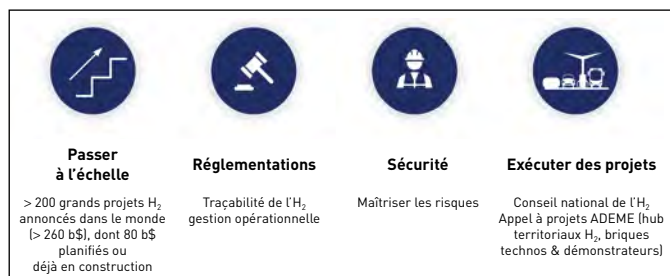 Passer
à l'échelle
> 200 grands projets H₂
annoncés dans le monde
(> 260 b$), dont 80 b$
planifiés ou
déjà en construction
Réglementations
Traçabilité de l'H₂
gestion opérationnelle
Sécurité
Maîtriser les risques
Exécuter des projets
Conseil national de l'H₂
Appel à projets ADEME (hub
territoriaux H₂, briques
technos & démonstrateurs)